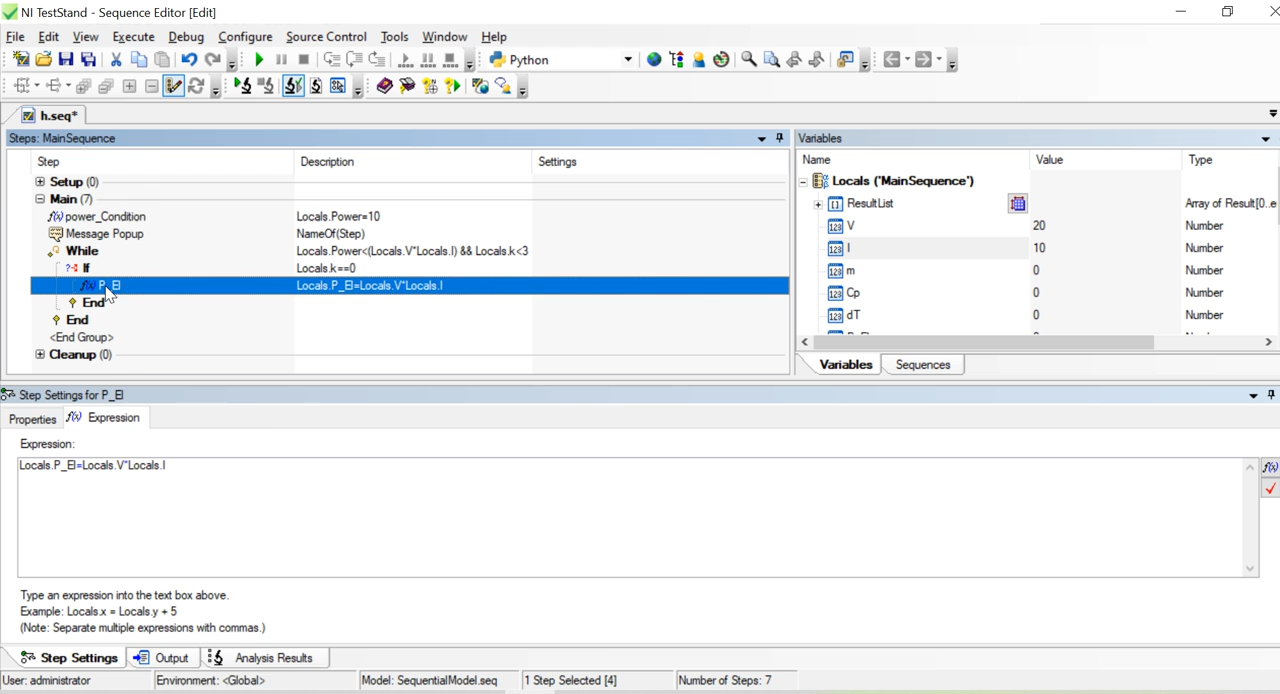 NI TestStand - Sequence Editor [Edit]
File Edit View Execute Debug Configure Source Control Tools Window Help
Python
h.seq*
Steps: MainSequence
Variables
Step Description Settings
Name Value Type
Setup (0)
Locals ('MainSequence')
Main (7)
ResultList Array of Result[0..e
power_Condition Locals.Power=10
V 20 Number
Message Popup NameOf(Step)
While Locals.Power<(Locals.V*Locals.I) && Locals.k<3
I 10 Number
If Locals.k==0
m 0 Number
P_El Locals.P_El=Locals.V*Locals.I
Cp 0 Number
End
dT 0 Number
End
<End Group>
Cleanup (0)
Variables Sequences
Step Settings for P_El
Properties f(x) Expression
Expression:
Locals.P_El=Locals.V*Locals.I
Type an expression into the text box above.
Example: Locals.x = Locals.y + 5
(Note: Separate multiple expressions with commas.)
Step Settings Output Analysis Results
User: administrator Environment: <Global> Model: SequentialModel.seq 1 Step Selected [4] Number of Steps: 7